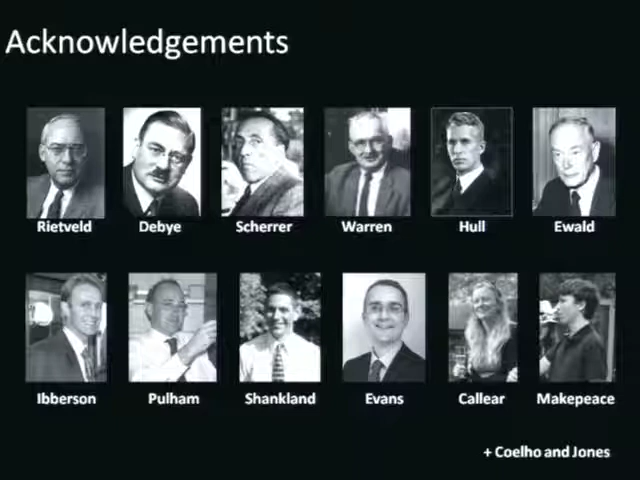 Acknowledgements
Rietveld Debye Scherrer Warren Hull Ewald
Ibberson Pulham Shankland Evans Callear Makepeace
+ Coelho and Jones